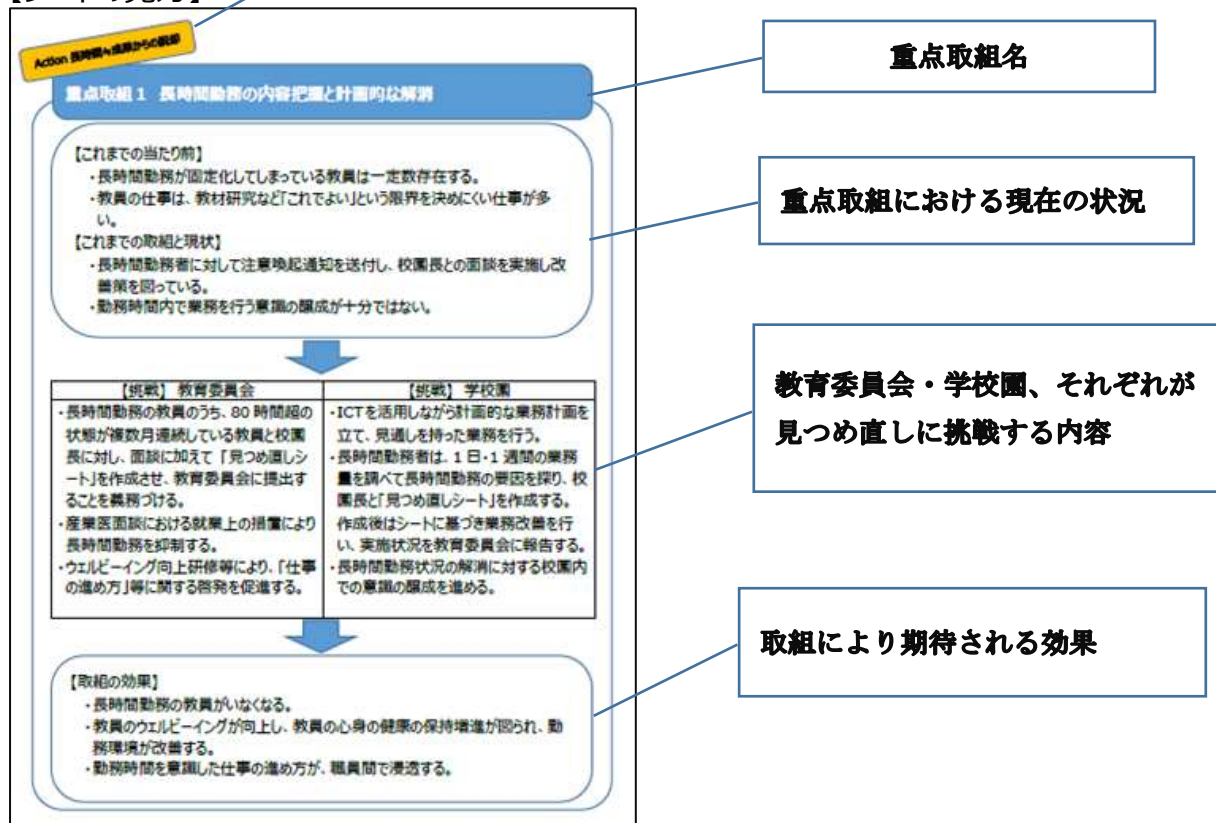 Action 長時間
重点取組1 長時間勤務の内容把握と計画的な解消
重点取組名
【これまでの当たり前】
・長時間勤務が固定化してしまっている教員は一定数存在する。
・教員の仕事は、教材研究など「これでよい」という限界を決めにくい仕事が多
い。
【これまでの取組と現状】
・長時間勤務者に対して注意喚起通知を送付し、校園長との面談を実施し改
善策を図っている。
・勤務時間内で業務を行う意識の醸成が十分ではない。
重点取組における現在の状況
【挑戦】教育委員会
・長時間勤務の教員のうち、80時間超の
状態が複数月連続している教員と校園
長に対し、面談に加えて「見つめ直しシ
ート」を作成させ、教育委員会に提出す
ることを義務づける。
・産業医面談における就業上の措置により
長時間勤務を抑制する。
・ウェルビーイング向上研修等により、「仕事
の進め方」等に関する啓発を促進する。
【挑戦】学校園
・ICTを活用しながら計画的な業務計画を
立て、見通しを持った業務を行う。
・長時間勤務者は、1日・1週間の業務
量を調べて長時間勤務の要因を探り、校
園長と「見つめ直しシート」を作成する。
作成後はシートに基づき業務改善を行
い、実施状況を教育委員会に報告する。
・長時間勤務状況の解消に対する校園内
での意識の醸成を進める。
教育委員会・学校園、それぞれが
見つめ直しに挑戦する内容
【取組の効果】
・長時間勤務の教員がいなくなる。
・教員のウェルビーイングが向上し、教員の心身の健康の保持増進が図られ、勤
務環境が改善する。
・勤務時間を意識した仕事の進め方が、職員間で浸透する。
取組により期待される効果